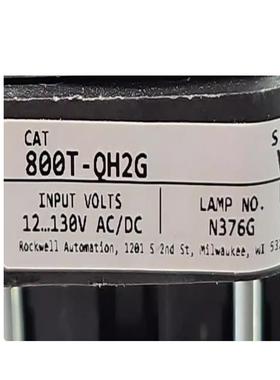 CAT S
800T-QH2G
INPUT VOLTS LAMP NO.
12...130V AC/DC N376G
Rockwell Automation, 1201 S 2nd St, Milwaukee, WI 532